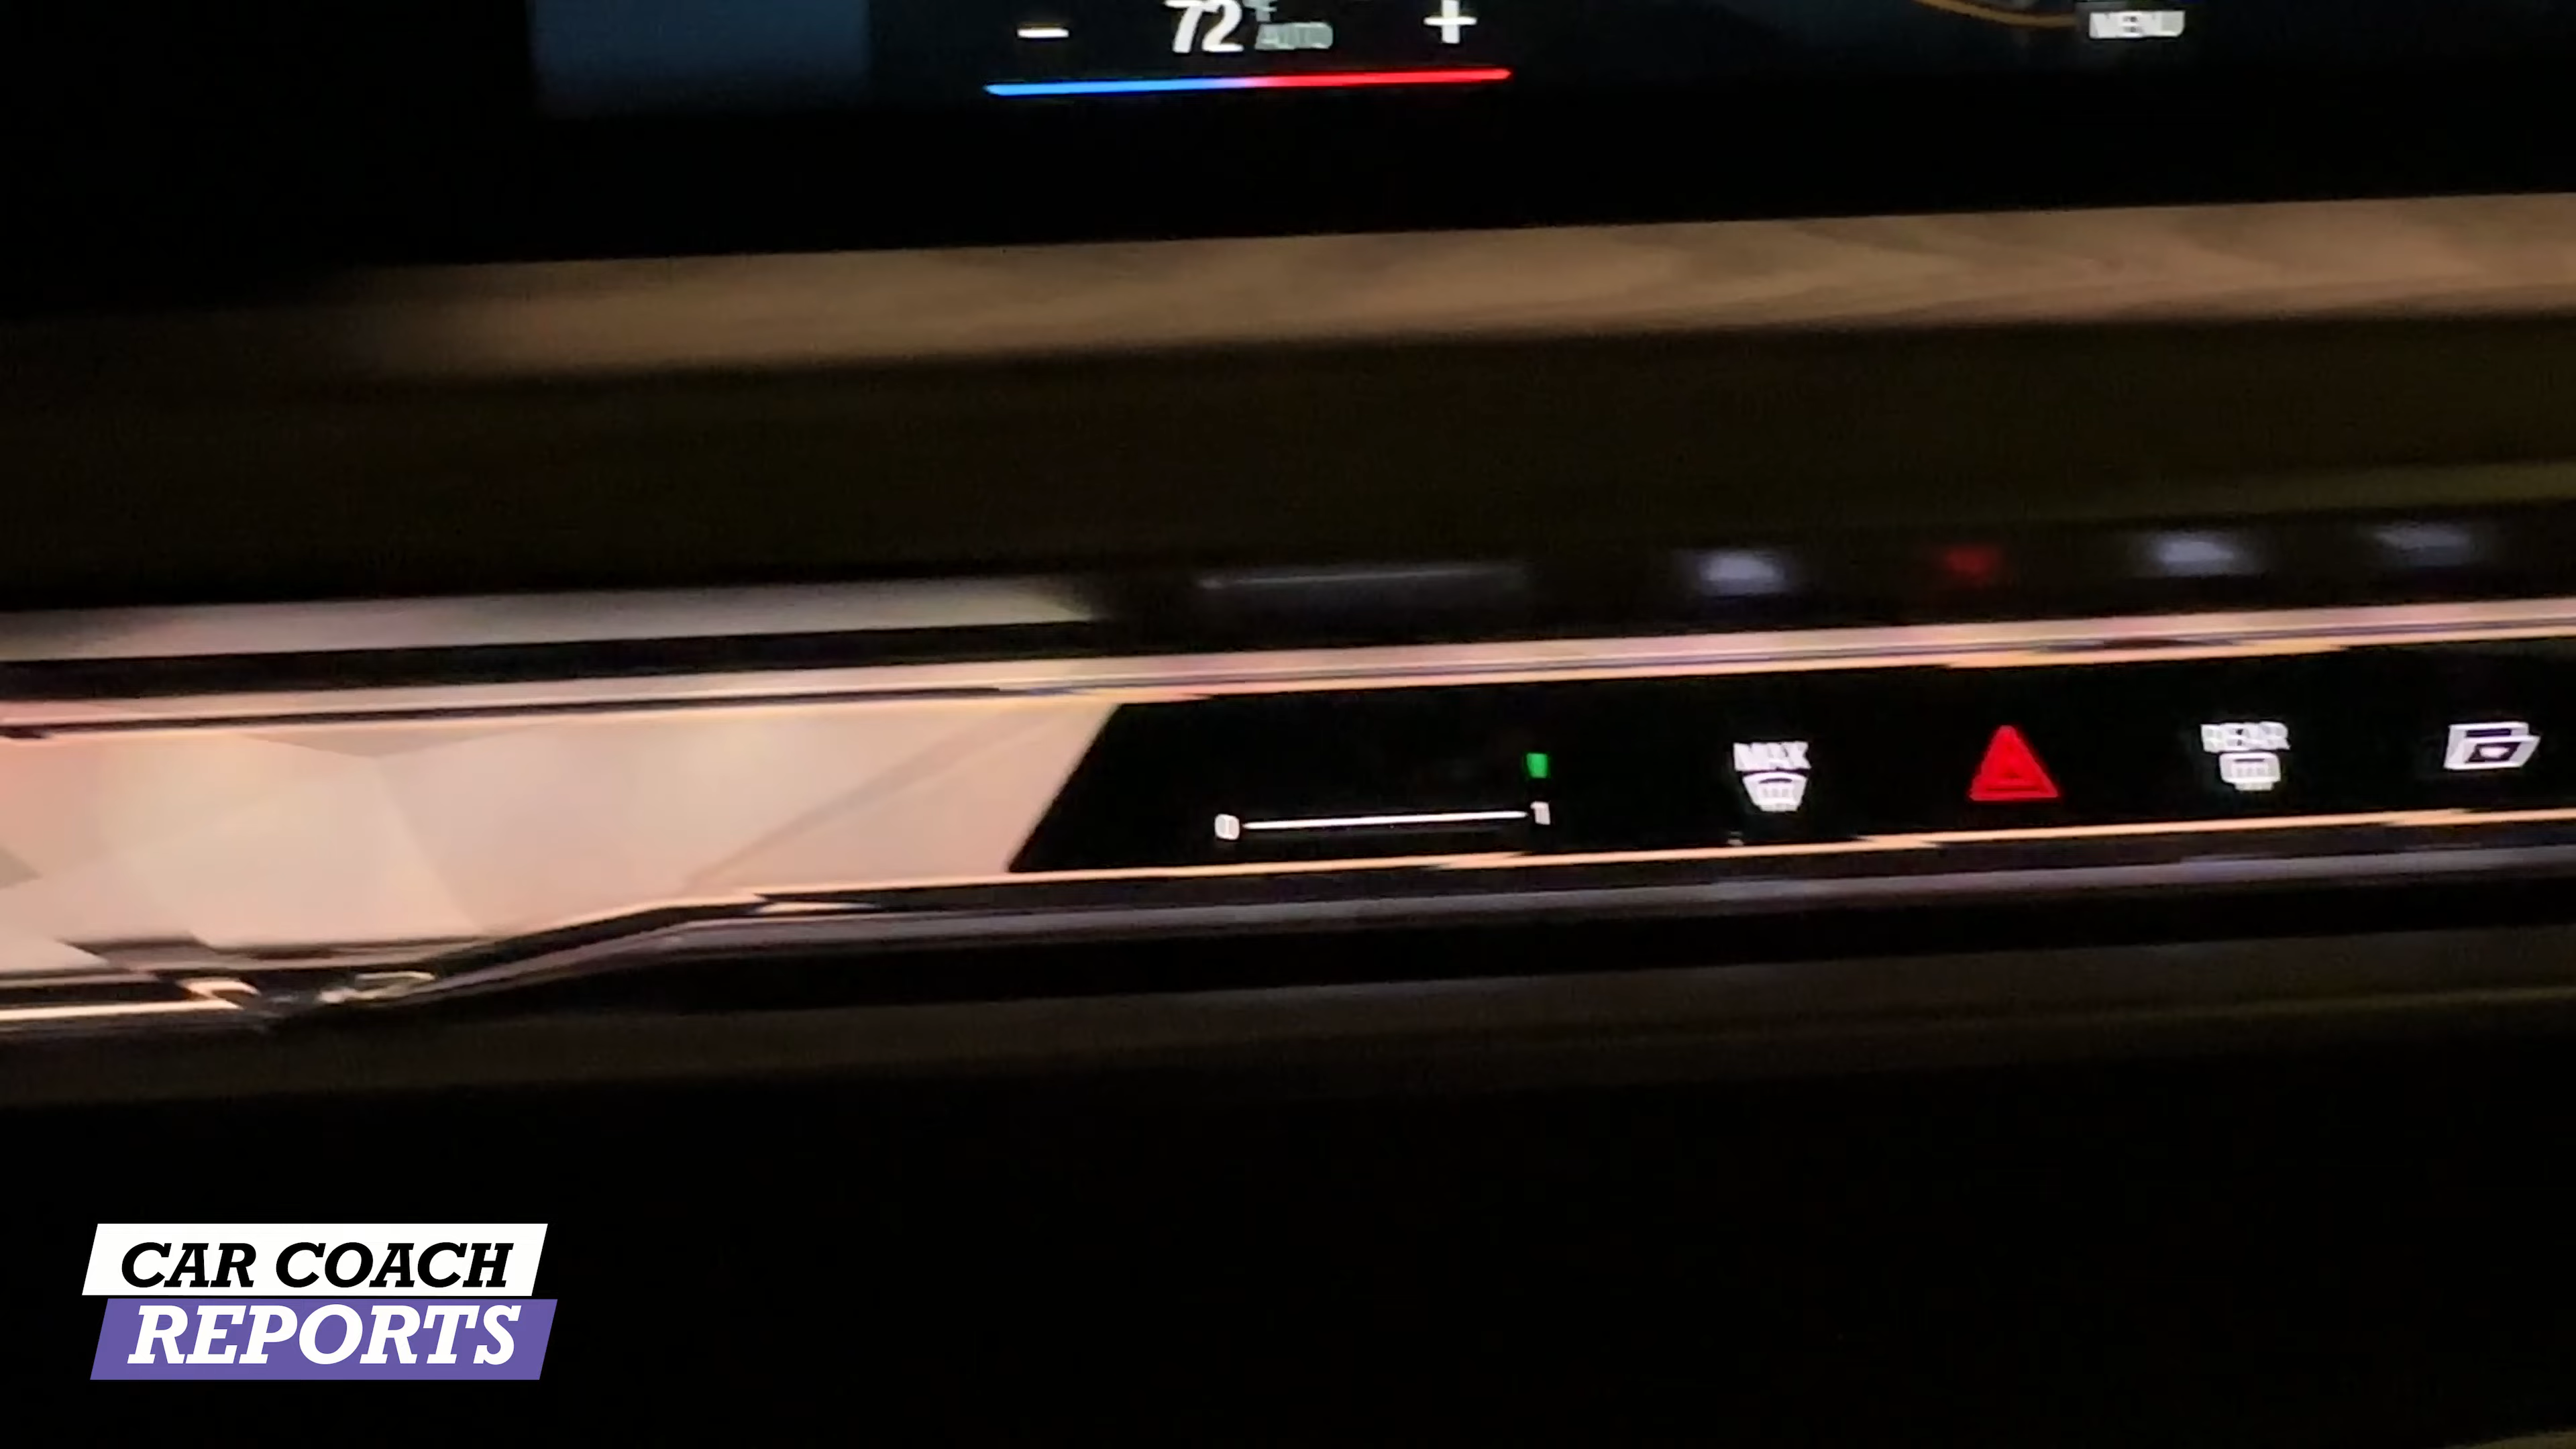 − 72 °F AUTO +
MENU
0 1
MAX
REAR
CAR COACH
REPORTS